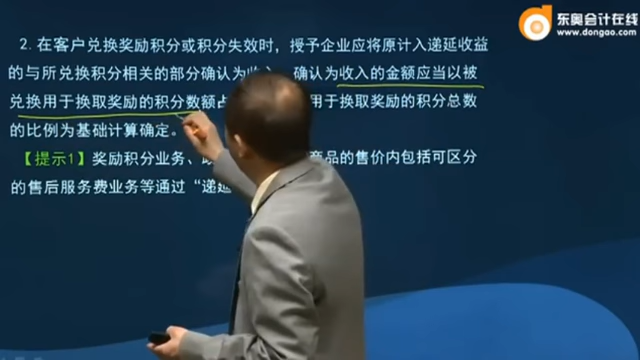 东奥会计在线
www.dongao.com
2.在客户兑换奖励积分或积分失效时，授予企业应将原计入递延收益
的与所兑换积分相关的部分确认为收入，确认为收入的金额应当以被
兑换用于换取奖励的积分数额占 用于换取奖励的积分总数
的比例为基础计算确定。
【提示1】奖励积分业务、 商品的售价内包括可区分
的售后服务费业务等通过“递延